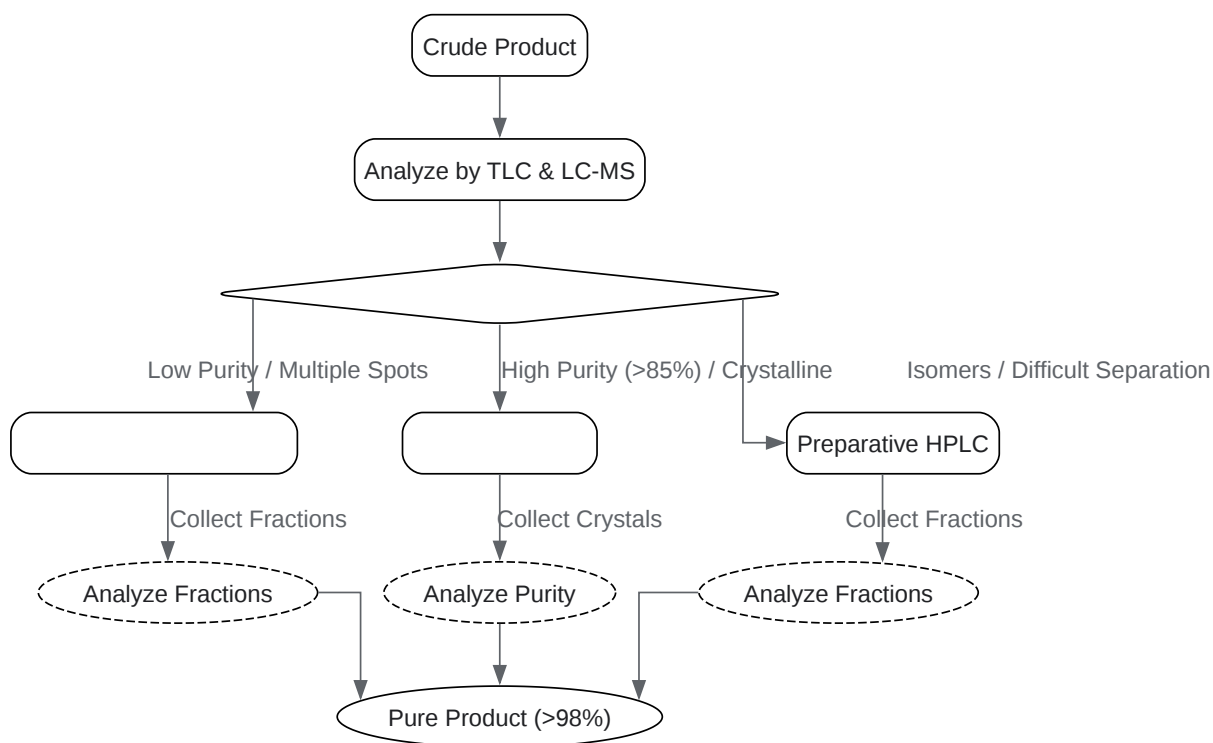 Crude Product
Analyze by TLC & LC-MS
Low Purity / Multiple Spots
High Purity (>85%) / Crystalline
Isomers / Difficult Separation
Preparative HPLC
Collect Fractions
Collect Crystals
Collect Fractions
Analyze Fractions
Analyze Purity
Analyze Fractions
Pure Product (>98%)